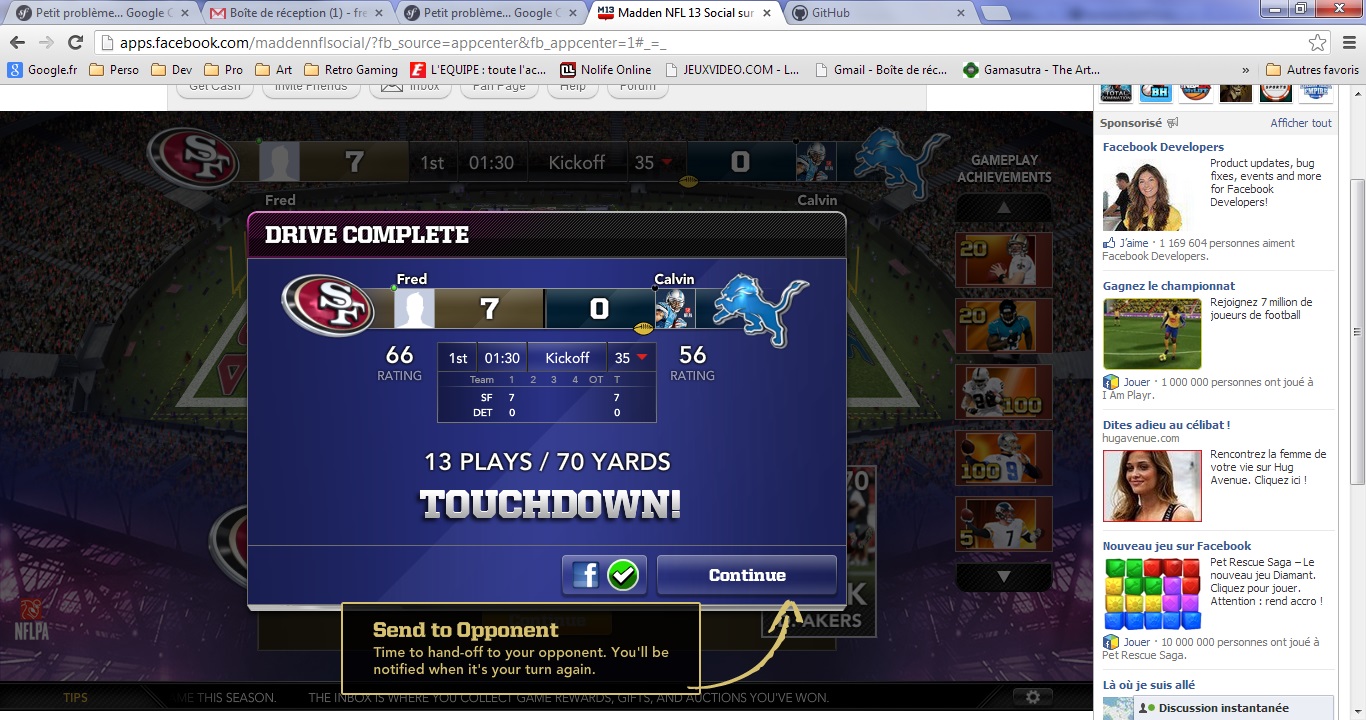 Petit problème... Google C
Boîte de réception (1) - fre
Petit problème... Google C
Madden NFL 13 Social sur
GitHub
apps.facebook.com/maddennflsocial/?fb_source=appcenter&fb_appcenter=1#_=_
Google.fr Perso Dev Pro Art Retro Gaming L'EQUIPE : toute l'ac... Nolife Online JEUXVIDEO.COM - L... Gmail - Boîte de réc... Gamasutra - The Art... » Autres favoris
Get Cash Invite Friends Inbox Fan Page Help Forum
7 1st 01:30 Kickoff 35 0
Fred Calvin
GAMEPLAY
ACHIEVEMENTS
20
20
100
100
5
DRIVE COMPLETE
Fred Calvin
7 0
66 1st 01:30 Kickoff 35 56
RATING RATING
Team 1 2 3 4 OT T
SF 7 7
DET 0 0
13 PLAYS / 70 YARDS
TOUCHDOWN!
f Continue
Send to Opponent
Time to hand-off to your opponent. You'll be
notified when it's your turn again.
NFLPA
TIPS
AME THIS SEASON. THE INBOX IS WHERE YOU COLLECT GAME REWARDS, GIFTS, AND AUCTIONS YOU'VE WON.
Sponsorisé Afficher tout
Facebook Developers
Product updates, bug
fixes, events and more
for Facebook
Developers!
J'aime · 1 169 604 personnes aiment
Facebook Developers.
Gagnez le championnat
Rejoignez 7 million de
joueurs de football
Jouer · 1 000 000 personnes ont joué à
I Am Playr.
Dites adieu au célibat !
hugavenue.com
Rencontrez la femme de
votre vie sur Hug
Avenue. Cliquez ici !
Nouveau jeu sur Facebook
Pet Rescue Saga – Le
nouveau jeu Diamant.
Cliquez pour jouer.
Attention : rend accro !
Jouer · 10 000 000 personnes ont joué à
Pet Rescue Saga.
Là où je suis allé
Discussion instantanée